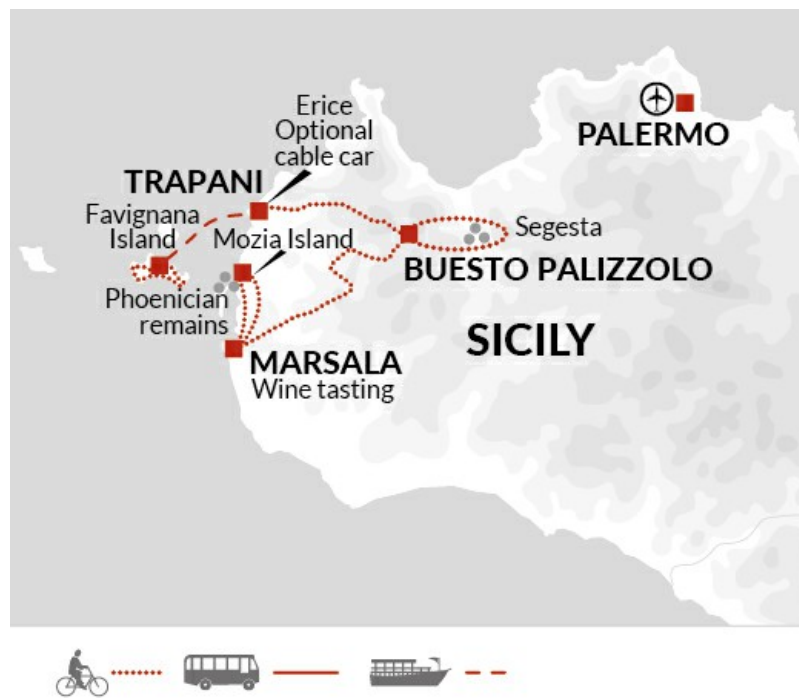 Erice
Optional
cable car
PALERMO
TRAPANI
Favignana
Island
Mozia Island
Segesta
BUESTO PALIZZOLO
Phoenician
remains
SICILY
MARSALA
Wine tasting